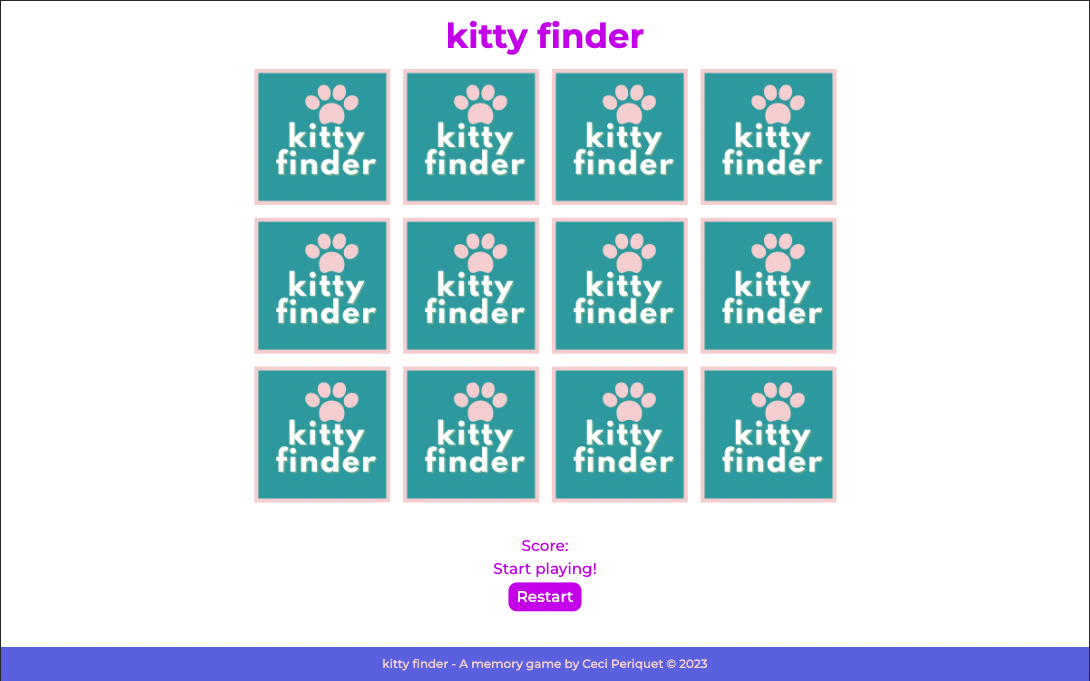 kitty finder
kitty
finder
kitty
finder
kitty
finder
kitty
finder
kitty
finder
kitty
finder
kitty
finder
kitty
finder
kitty
finder
kitty
finder
kitty
finder
kitty
finder
Score:
Start playing!
Restart
kitty finder - A memory game by Ceci Periquet © 2023